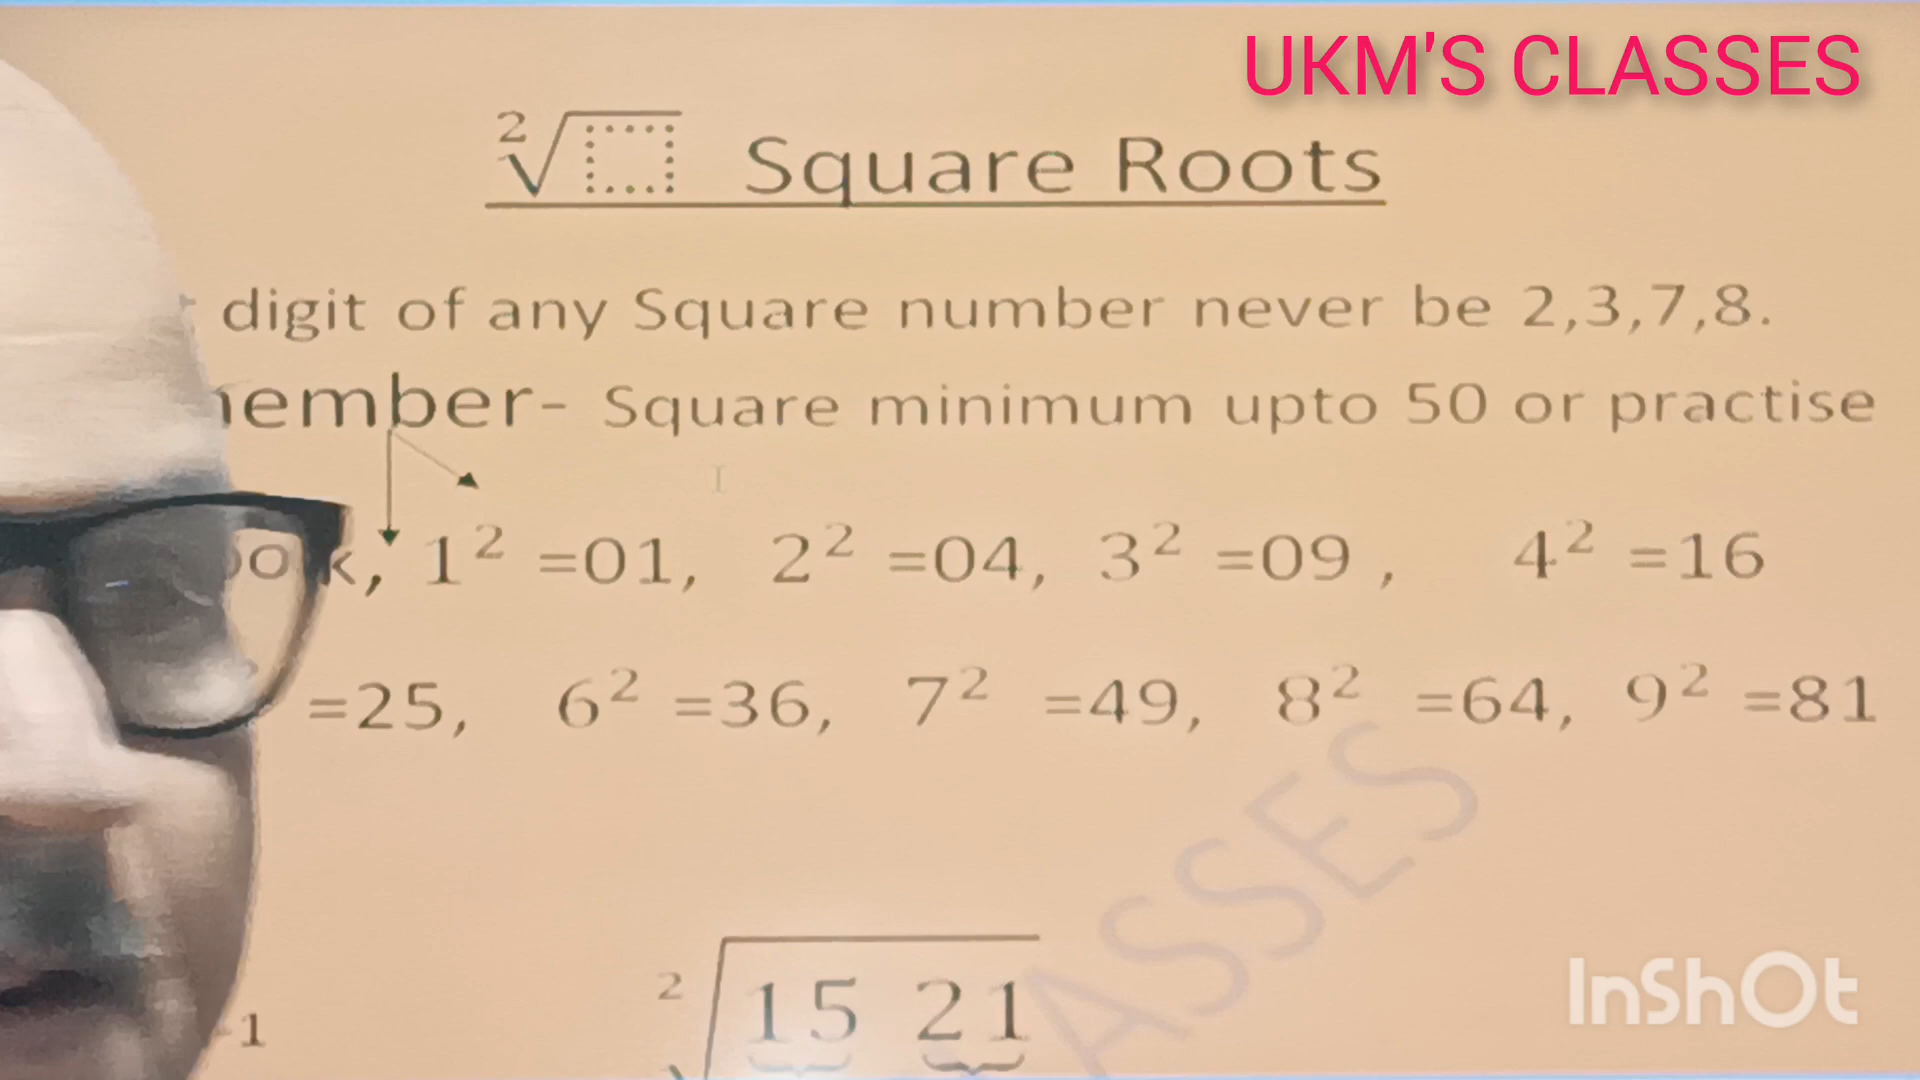 UKM'S CLASSES
²√ Square Roots
digit of any Square number never be 2,3,7,8.
Square minimum upto 50 or practise
1² =01, 2² =04, 3² =09 , 4² =16
=25, 6² =36, 7² =49, 8² =64, 9² =81
ASSES
²√15 21
-1
InShOt